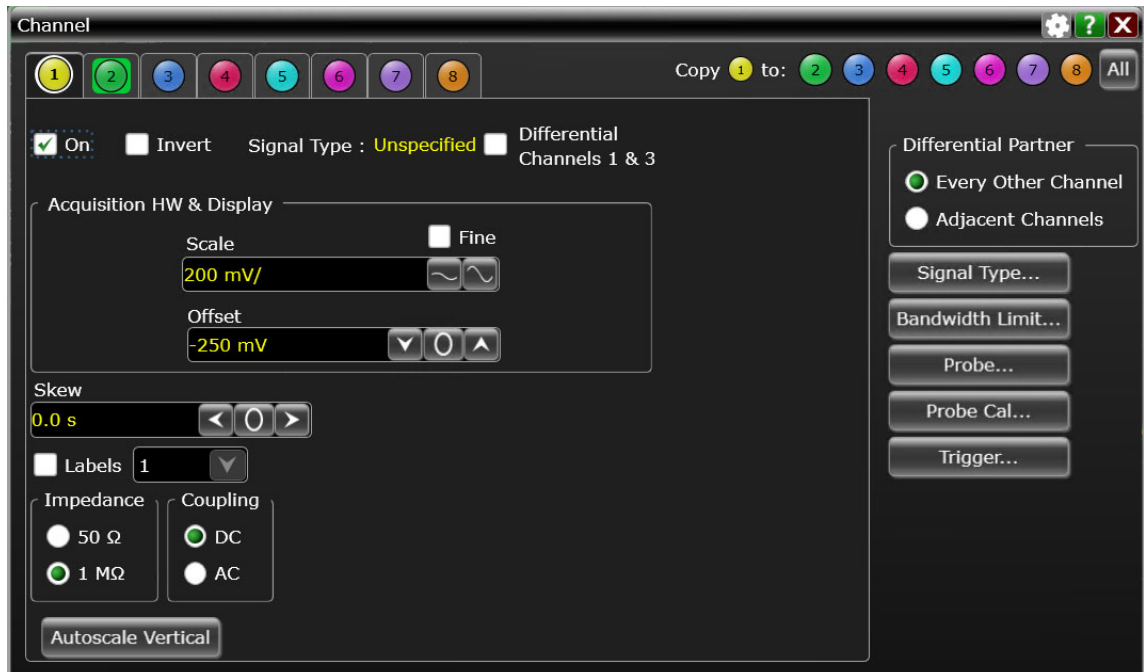 Channel
?
X
1 2 3 4 5 6 7 8
Copy 1 to: 2 3 4 5 6 7 8 All
On
Invert
Signal Type : Unspecified
Differential
Channels 1 & 3
Differential Partner
Every Other Channel
Adjacent Channels
Acquisition HW & Display
Scale
Fine
200 mV/
Offset
-250 mV
0
Signal Type...
Bandwidth Limit...
Probe...
Probe Cal...
Trigger...
Skew
0.0 s
0
Labels
1
Impedance
50 Ω
1 MΩ
Coupling
DC
AC
Autoscale Vertical